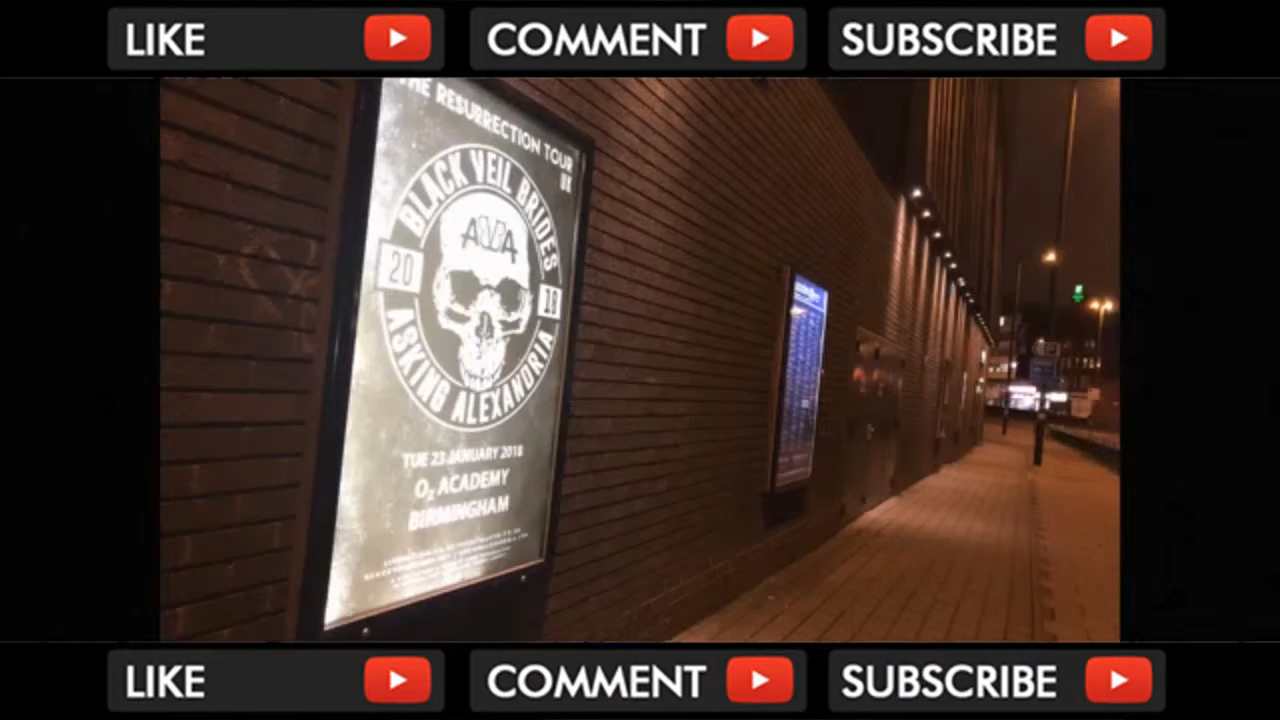 LIKE
COMMENT
SUBSCRIBE
THE RESURRECTION TOUR
UK
BLACK VEIL BRIDES
AVA
20
18
ASKING ALEXANDRIA
TUE 23 JANUARY 2018
O2 ACADEMY
BIRMINGHAM
LIKE
COMMENT
SUBSCRIBE